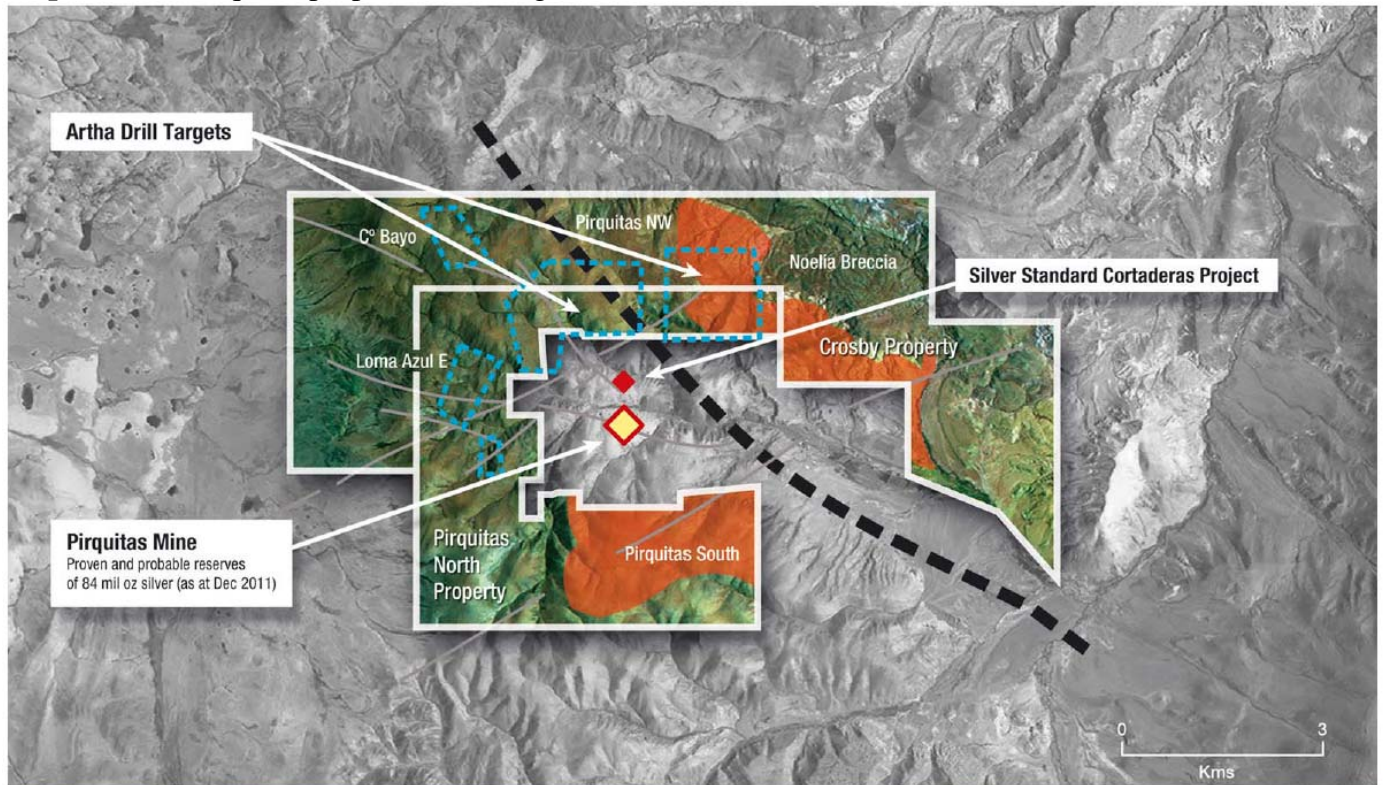 Artha Drill Targets
Pirquitas NW
Cº Bayo
Noelia Breccia
Silver Standard Cortaderas Project
Crosby Property
Loma Azul E
Pirquitas Mine
Proven and probable reserves
of 84 mil oz silver (as at Dec 2011)
Pirquitas
North
Property
Pirquitas South
0 3
Kms